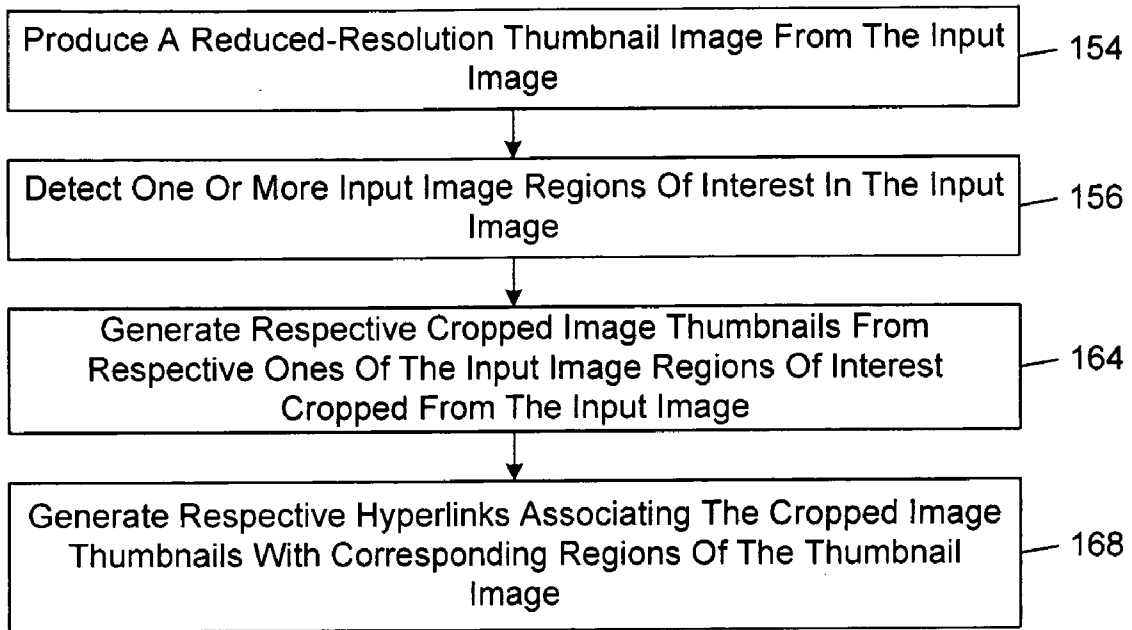 Produce A Reduced-Resolution Thumbnail Image From The Input
Image
154
Detect One Or More Input Image Regions Of Interest In The Input
Image
156
Generate Respective Cropped Image Thumbnails From
Respective Ones Of The Input Image Regions Of Interest
Cropped From The Input Image
164
Generate Respective Hyperlinks Associating The Cropped Image
Thumbnails With Corresponding Regions Of The Thumbnail
Image
168